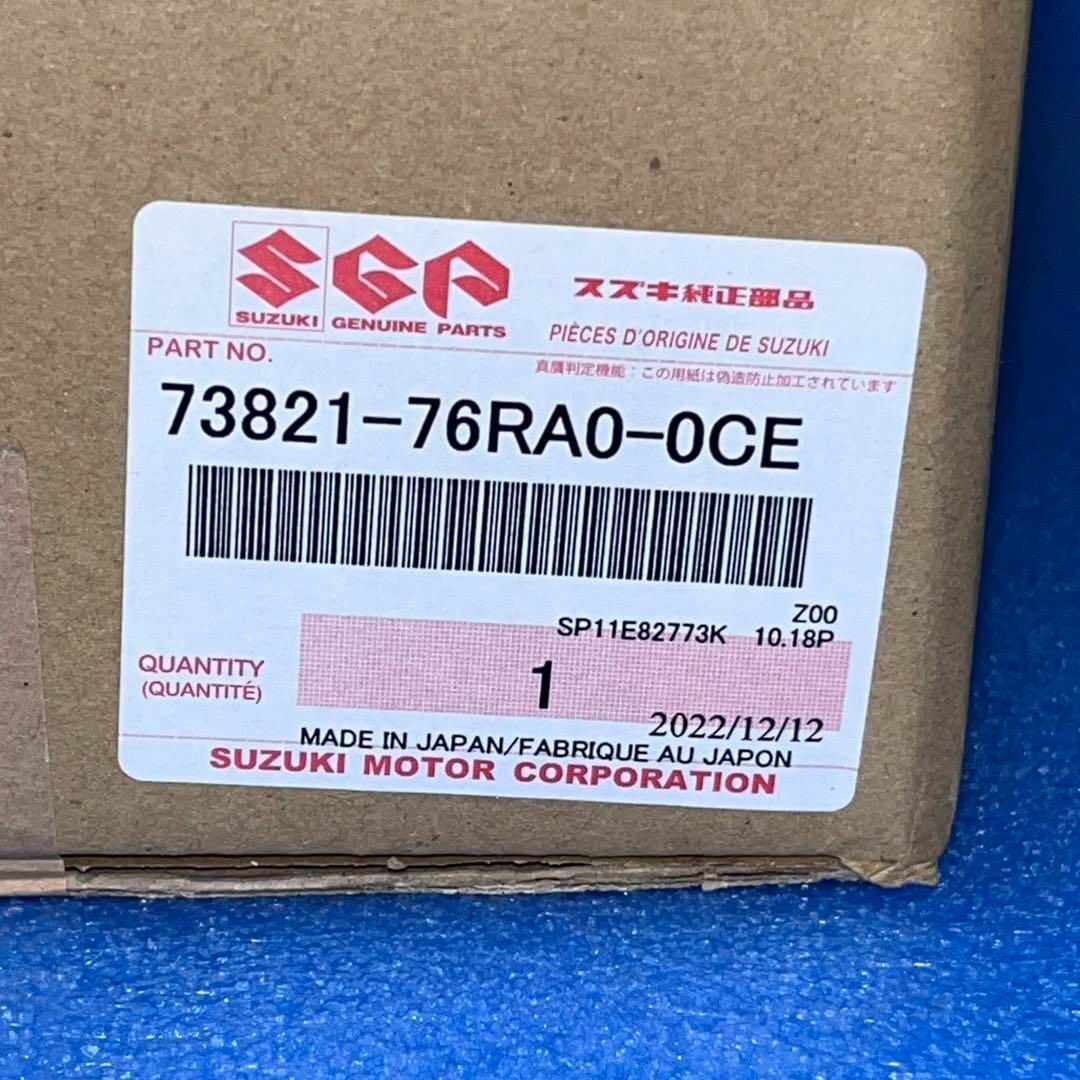 SGP
スズキ純正部品
SUZUKI GENUINE PARTS
PIÈCES D'ORIGINE DE SUZUKI
PART NO.
真贋判定機能：この用紙は偽造防止加工されています
73821-76RA0-0CE
Z00
SP11E82773K 10.18P
QUANTITY
(QUANTITÉ)
1
2022/12/12
MADE IN JAPAN/FABRIQUE AU JAPON
SUZUKI MOTOR CORPORATION